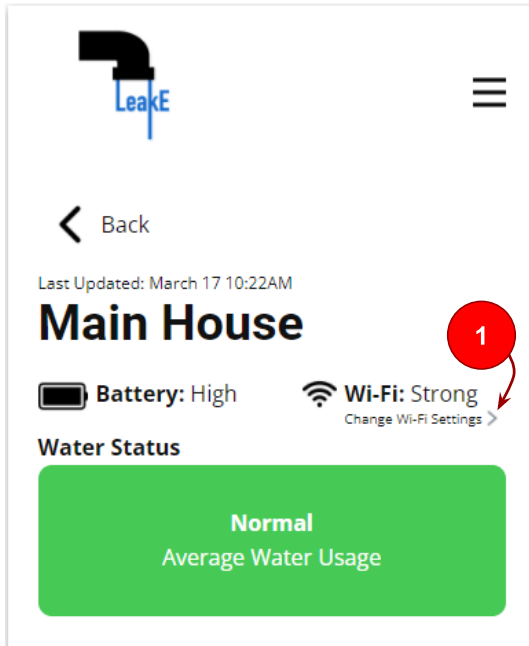 LeakE
Back
Last Updated: March 17 10:22AM
Main House
1
Battery: High
Wi-Fi: Strong
Change Wi-Fi Settings
Water Status
Normal
Average Water Usage